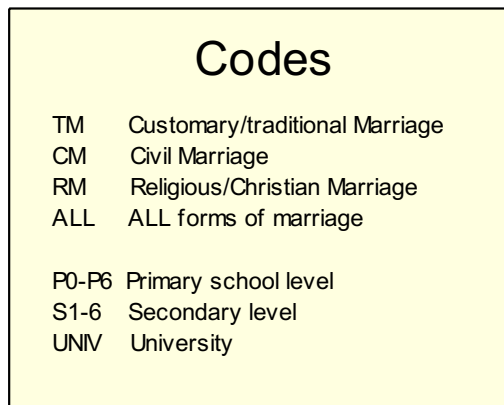 Codes
TM Customary/traditional Marriage
CM Civil Marriage
RM Religious/Christian Marriage
ALL ALL forms of marriage
P0-P6 Primary school level
S1-6 Secondary level
UNIV University